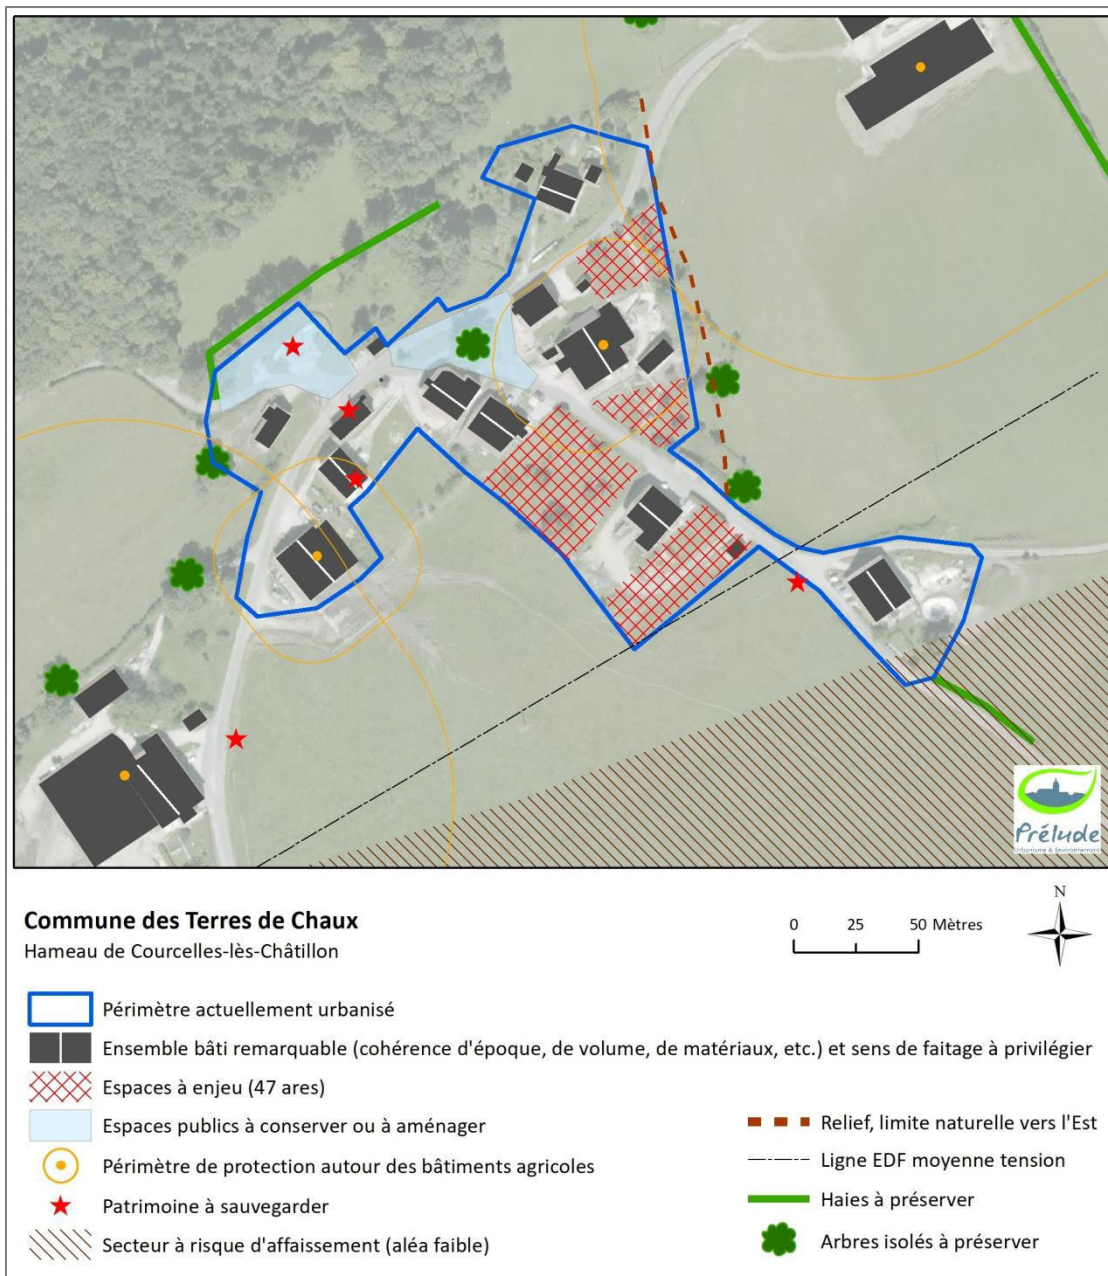 Prélude
Urbanisme & Environnement
Commune des Terres de Chaux
Hameau de Courcelles-lès-Châtillon
0 25 50 Mètres
N
Périmètre actuellement urbanisé
Ensemble bâti remarquable (cohérence d'époque, de volume, de matériaux, etc.) et sens de faitage à privilégier
Espaces à enjeu (47 ares)
Espaces publics à conserver ou à aménager
Périmètre de protection autour des bâtiments agricoles
Patrimoine à sauvegarder
Secteur à risque d'affaissement (aléa faible)
Relief, limite naturelle vers l'Est
Ligne EDF moyenne tension
Haies à préserver
Arbres isolés à préserver